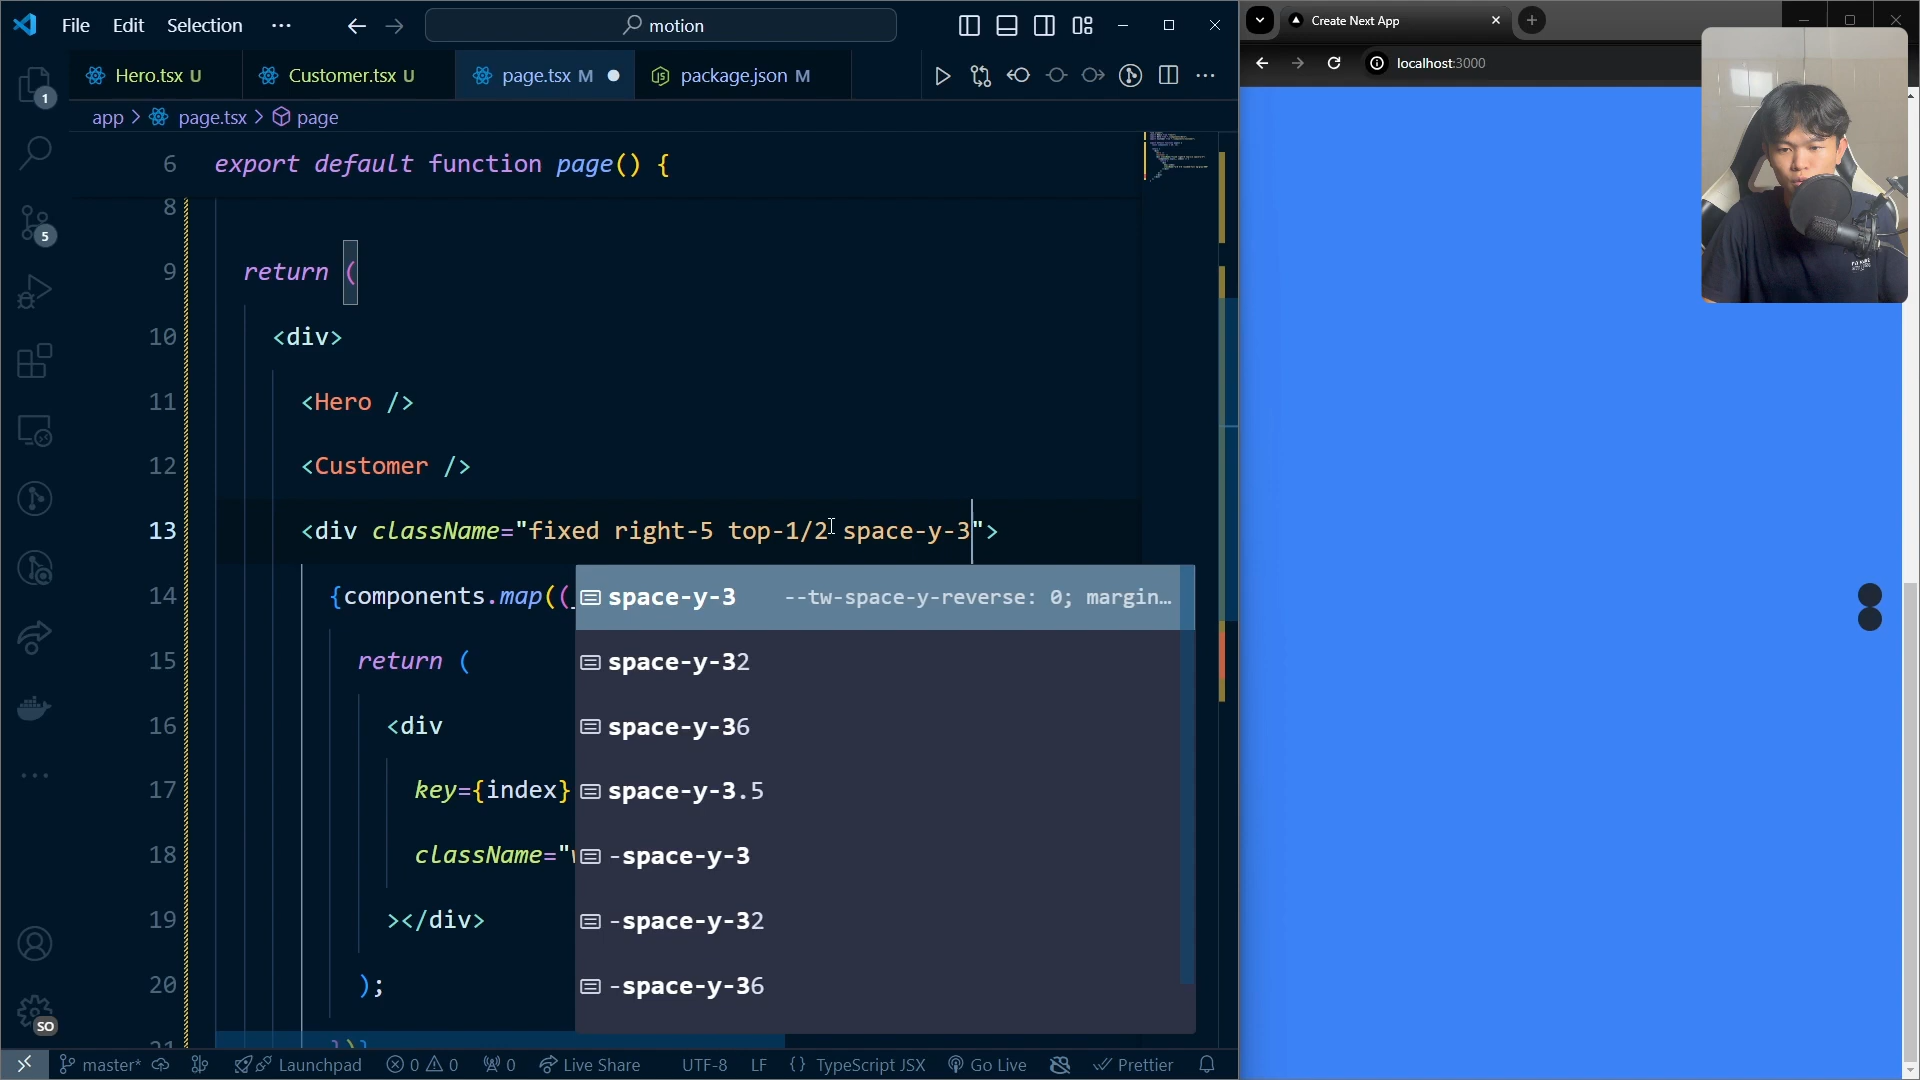 File Edit Selection ··· motion
Hero.tsx U Customer.tsx U page.tsx M package.json M
app > page.tsx > page
6 export default function page() {
8
9 return (
10 <div>
11 <Hero />
12 <Customer />
13 <div className="fixed right-5 top-1/2 space-y-3">
14 {components.map((_
15 return (
16 <div
17 key={index}
18 className="
19 ></div>
20 );
21 })}
space-y-3 --tw-space-y-reverse: 0; margin…
space-y-32
space-y-36
space-y-3.5
-space-y-3
-space-y-32
-space-y-36
1
5
SO
master* Launchpad 0 0 0 Live Share UTF-8 LF {} TypeScript JSX Go Live Prettier
Create Next App
localhost:3000